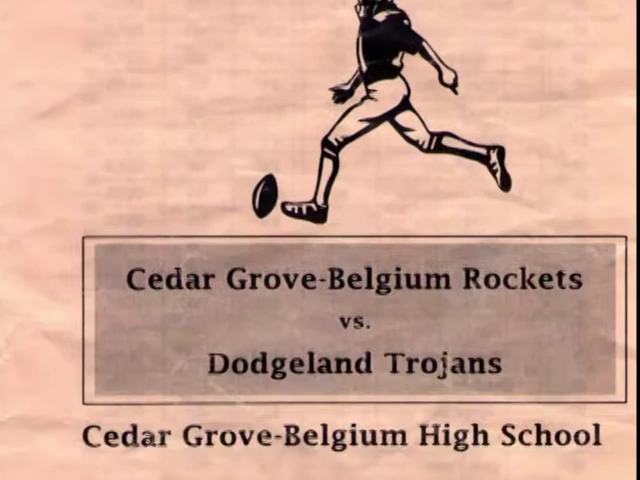 Cedar Grove-Belgium Rockets
vs.
Dodgeland Trojans
Cedar Grove-Belgium High School